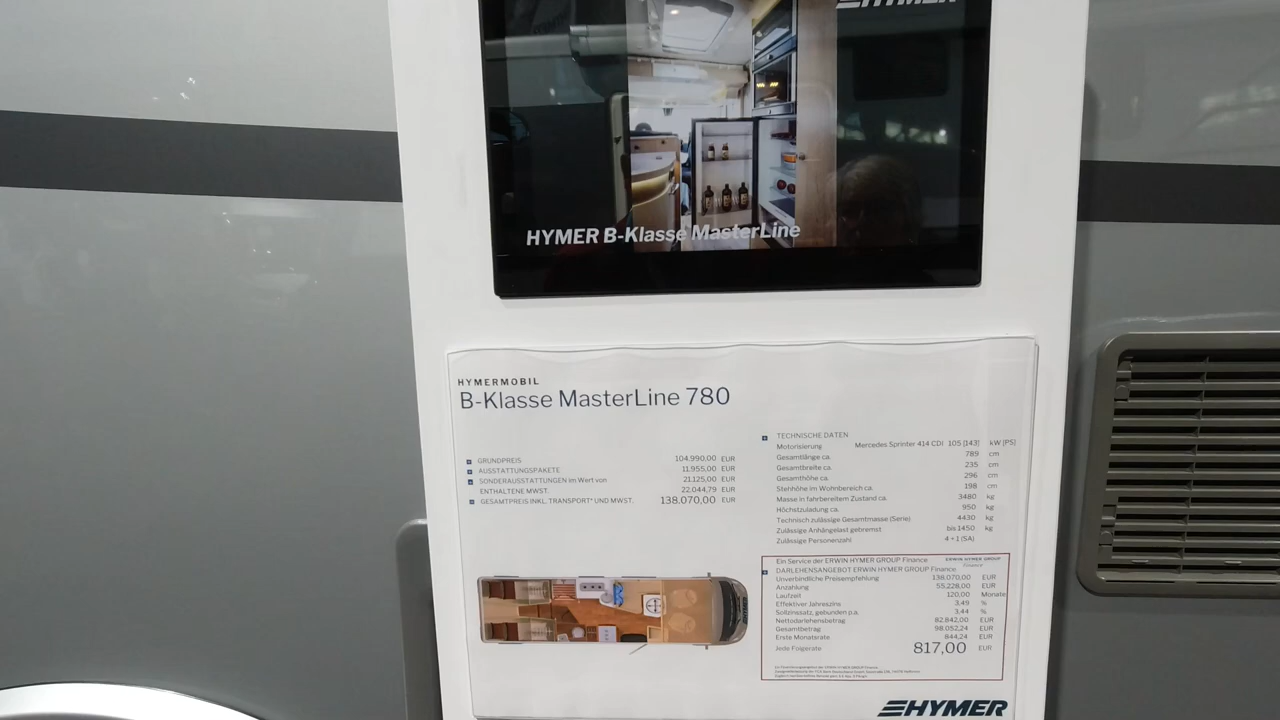 HYMER
HYMER B-Klasse MasterLine
HYMERMOBIL
B-Klasse MasterLine 780
GRUNDPREIS 104.990,00 EUR
AUSSTATTUNGSPAKETE 11.955,00 EUR
SONDERAUSSTATTUNGEN im Wert von 21.125,00 EUR
ENTHALTENE MWST. 22.044,79 EUR
GESAMTPREIS INKL. TRANSPORT* UND MWST. 138.070,00 EUR
TECHNISCHE DATEN
Motorisierung Mercedes Sprinter 414 CDI 105 [143] kW [PS]
Gesamtlänge ca. 789 cm
Gesamtbreite ca. 235 cm
Gesamthöhe ca. 296 cm
Stehhöhe im Wohnbereich ca. 198 cm
Masse in fahrbereitem Zustand ca. 3480 kg
Höchstzuladung ca. 950 kg
Technisch zulässige Gesamtmasse (Serie) 4430 kg
Zulässige Anhängelast gebremst bis 1450 kg
Zulässige Personenzahl 4 + 1 (SA)
Ein Service der ERWIN HYMER GROUP Finance
ERWIN HYMER GROUP
Finance
DARLEHENSANGEBOT ERWIN HYMER GROUP Finance
Unverbindliche Preisempfehlung 138.070,00 EUR
Anzahlung 55.228,00 EUR
Laufzeit 120,00 Monate
Effektiver Jahreszins 3,49 %
Sollzinssatz, gebunden p.a. 3,44 %
Nettodarlehensbetrag 82.842,00 EUR
Gesamtbetrag 98.052,24 EUR
Erste Monatsrate 844,24 EUR
Jede Folgerate 817,00 EUR
HYMER